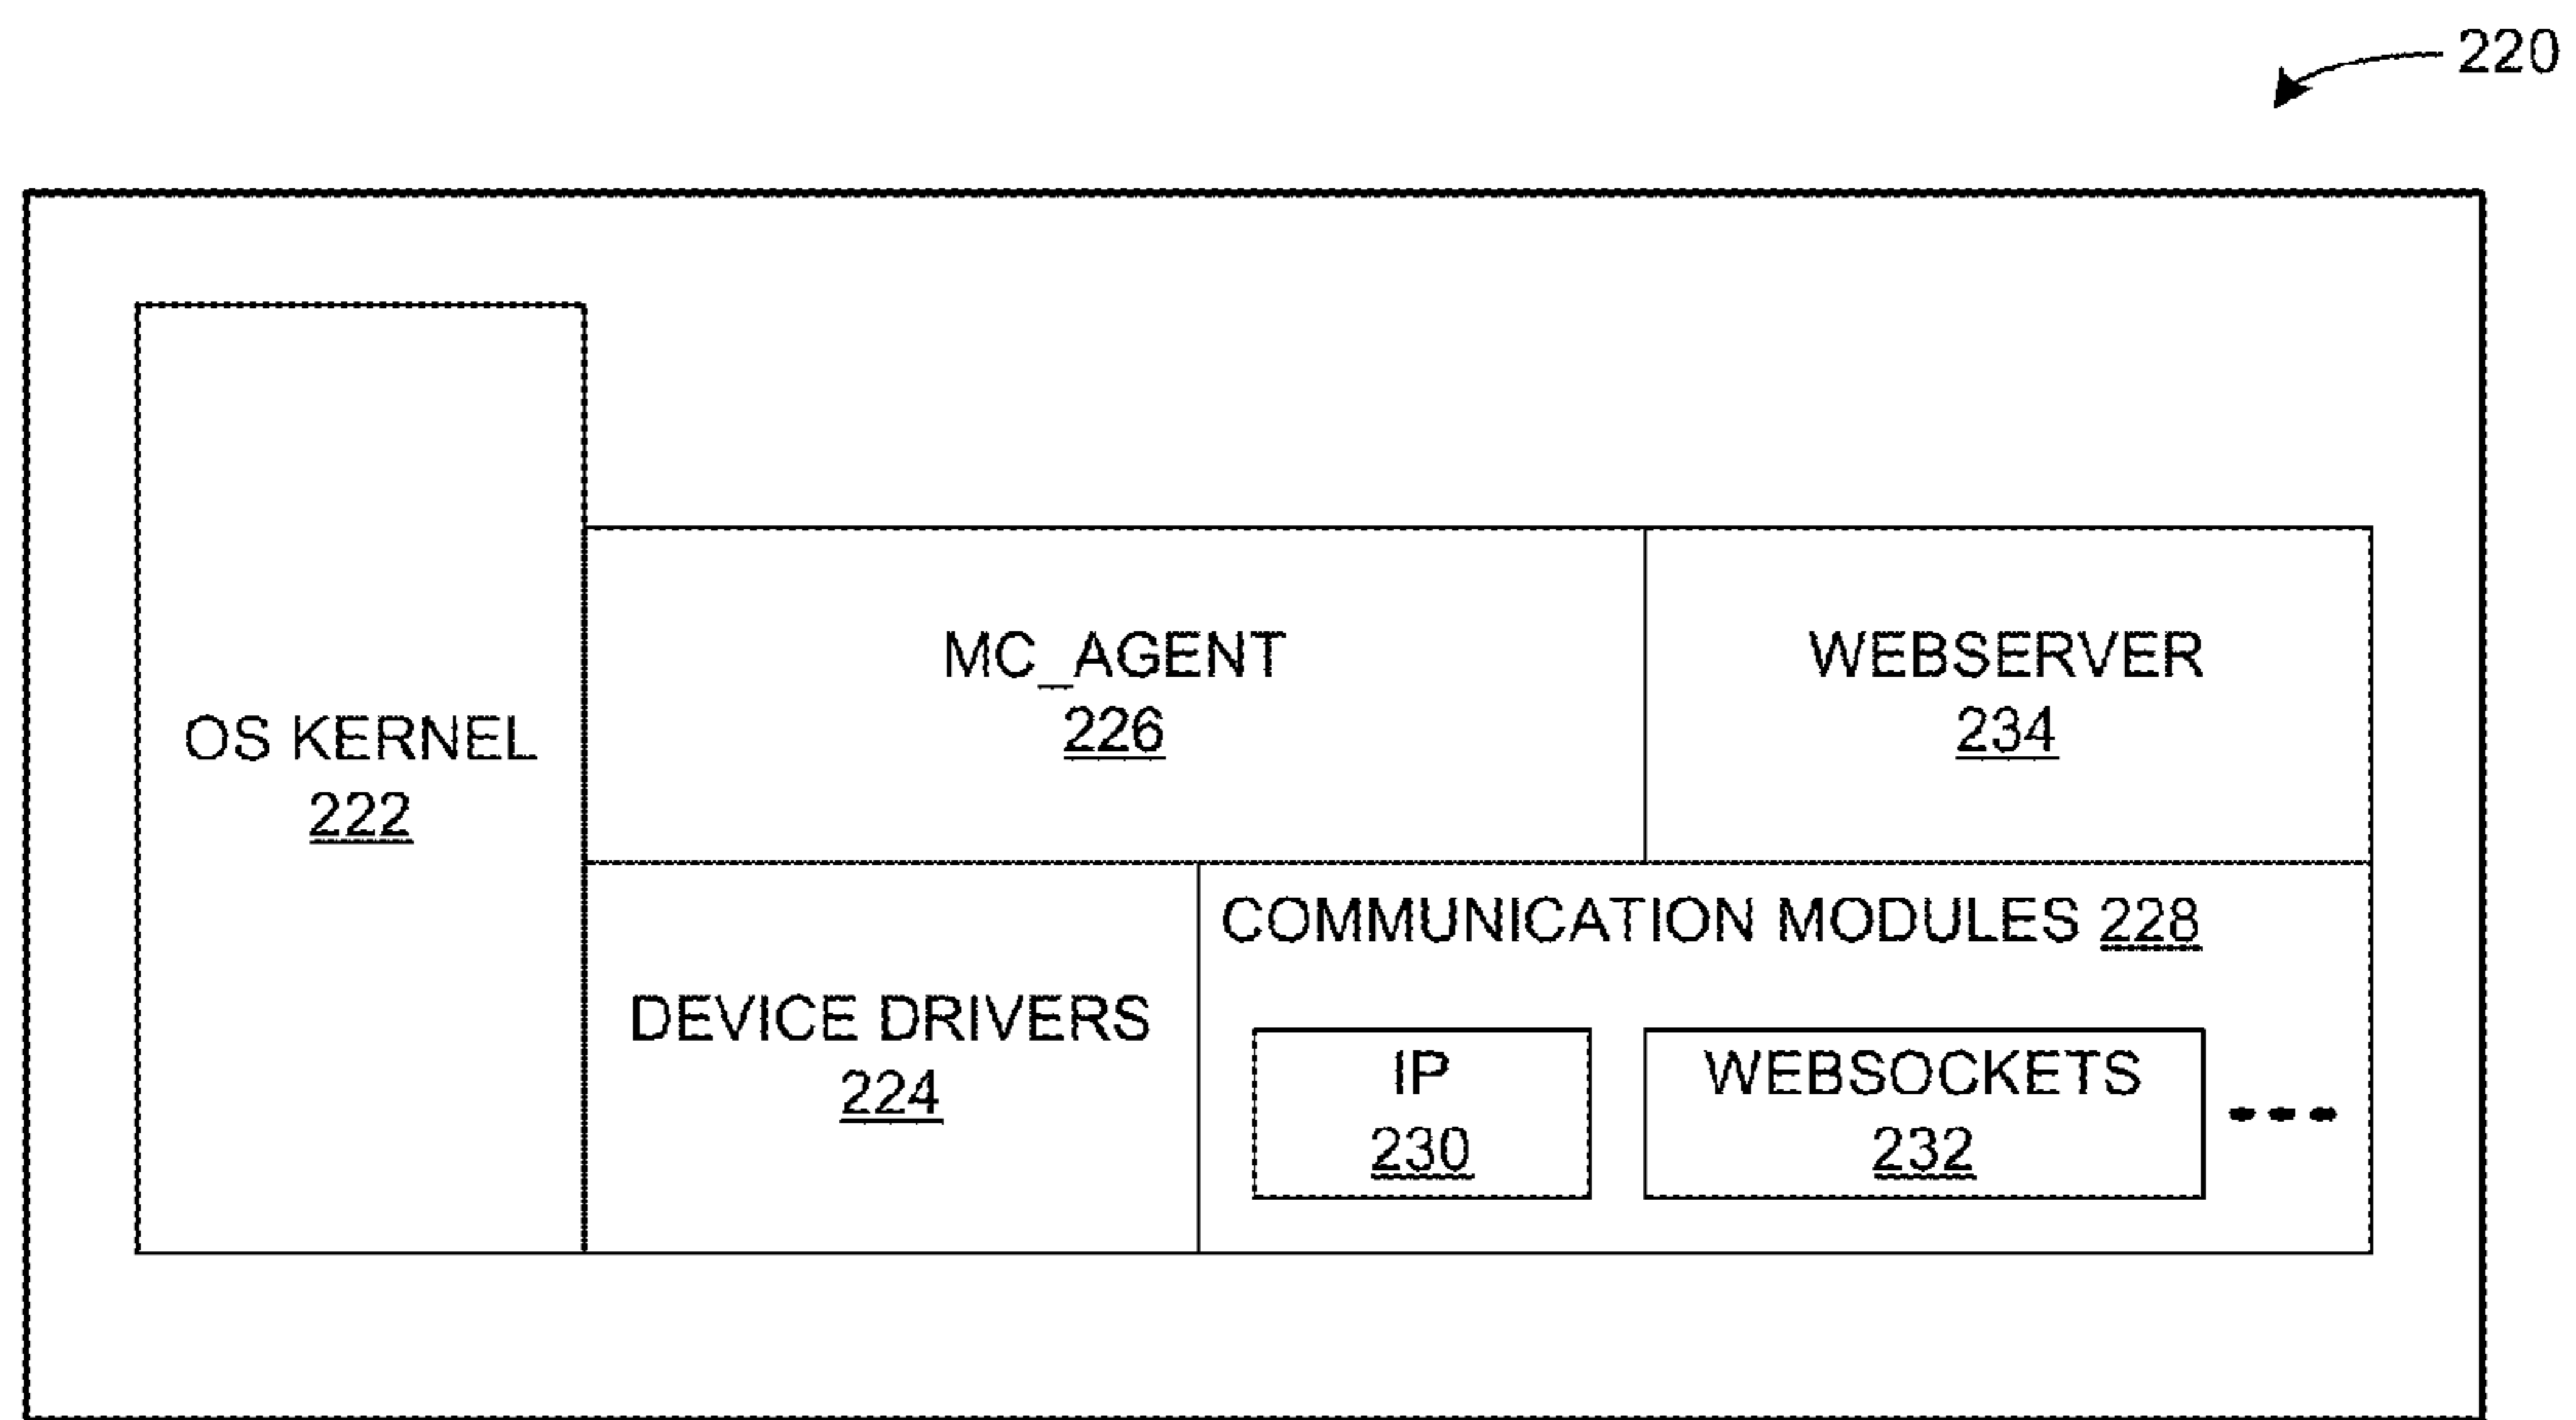 220
OS KERNEL
222
MC_AGENT
226
WEBSERVER
234
DEVICE DRIVERS
224
COMMUNICATION MODULES 228
IP
230
WEBSOCKETS
232